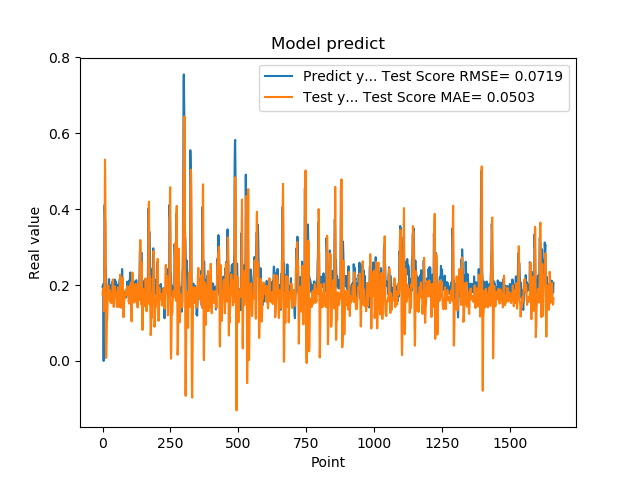 Model predict
Predict y... Test Score RMSE= 0.0719
Test y... Test Score MAE= 0.0503
Real value
0.8
0.6
0.4
0.2
0.0
0 250 500 750 1000 1250 1500
Point